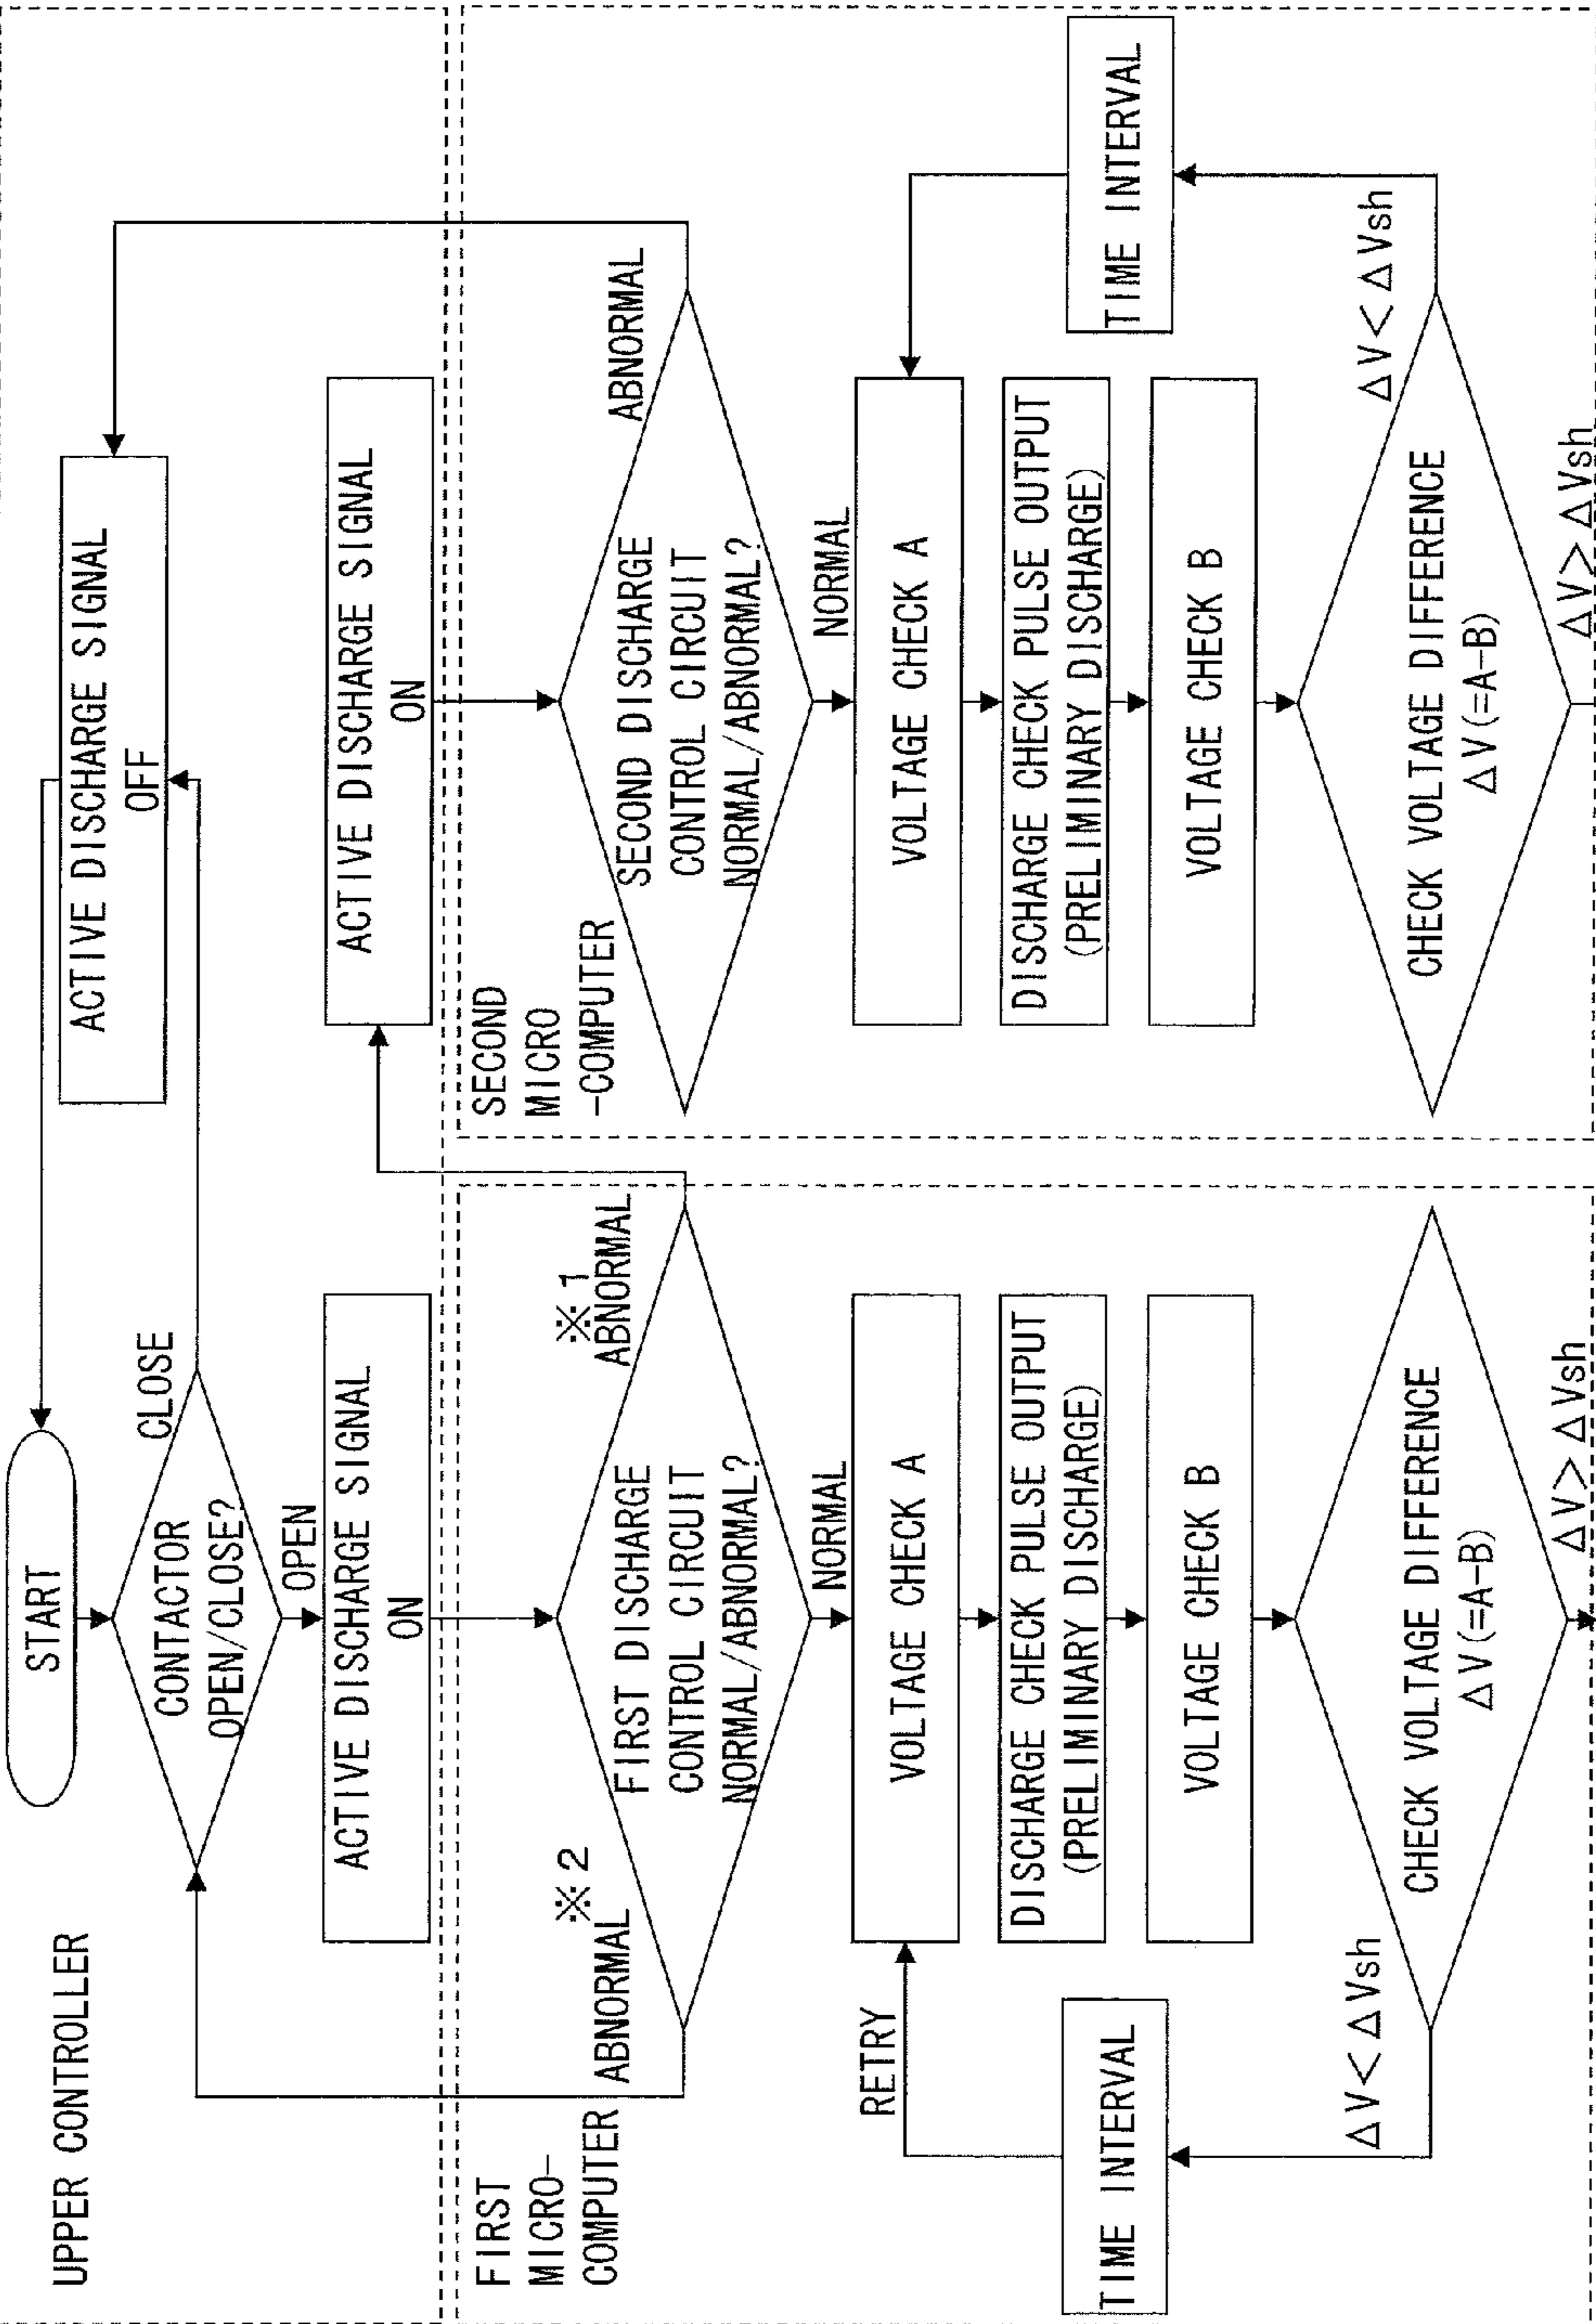 UPPER CONTROLLER
START
CONTACTOR
OPEN/CLOSE?
CLOSE
OPEN
ACTIVE DISCHARGE SIGNAL
OFF
ACTIVE DISCHARGE SIGNAL
ON
ACTIVE DISCHARGE SIGNAL
ON
FIRST
MICRO-
COMPUTER
※2
ABNORMAL
FIRST DISCHARGE
CONTROL CIRCUIT
NORMAL/ABNORMAL?
※1
ABNORMAL
NORMAL
RETRY
VOLTAGE CHECK A
DISCHARGE CHECK PULSE OUTPUT
(PRELIMINARY DISCHARGE)
VOLTAGE CHECK B
TIME INTERVAL
ΔV<ΔVsh
CHECK VOLTAGE DIFFERENCE
ΔV(=A-B)
ΔV>ΔVsh
SECOND
MICRO
-COMPUTER
SECOND DISCHARGE
CONTROL CIRCUIT
NORMAL/ABNORMAL?
ABNORMAL
NORMAL
VOLTAGE CHECK A
DISCHARGE CHECK PULSE OUTPUT
(PRELIMINARY DISCHARGE)
VOLTAGE CHECK B
TIME INTERVAL
ΔV<ΔVsh
CHECK VOLTAGE DIFFERENCE
ΔV(=A-B)
ΔV>ΔVsh